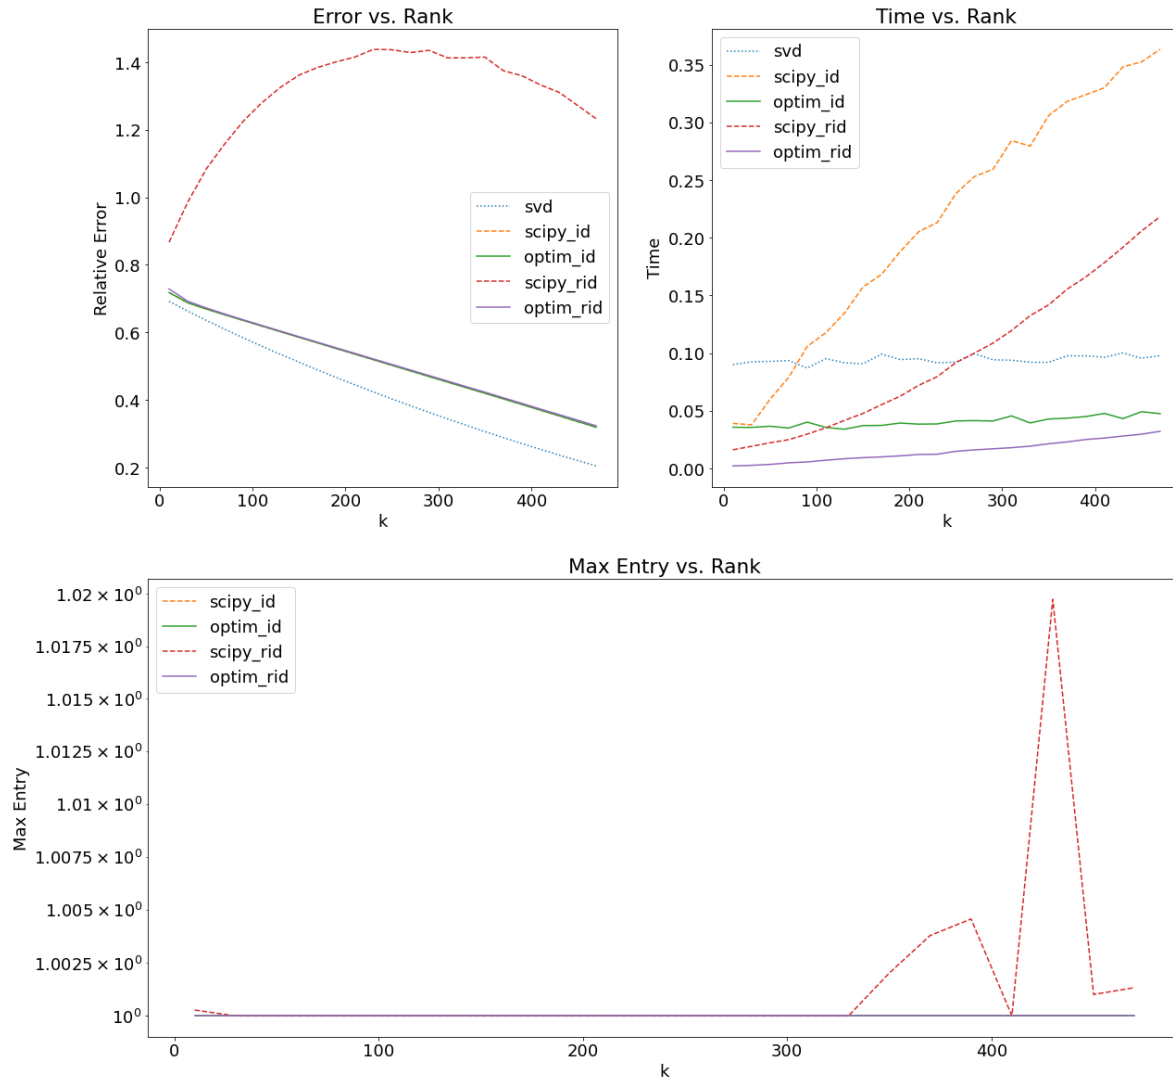 Error vs. Rank
Relative Error
1.4
1.2
1.0
0.8
0.6
0.4
0.2
svd
scipy_id
optim_id
scipy_rid
optim_rid
0
100
200
300
400
k
Time vs. Rank
Time
0.35
0.30
0.25
0.20
0.15
0.10
0.05
0.00
svd
scipy_id
optim_id
scipy_rid
optim_rid
0
100
200
300
400
k
Max Entry vs. Rank
Max Entry
1.02 × 10⁰
1.0175 × 10⁰
1.015 × 10⁰
1.0125 × 10⁰
1.01 × 10⁰
1.0075 × 10⁰
1.005 × 10⁰
1.0025 × 10⁰
10⁰
scipy_id
optim_id
scipy_rid
optim_rid
0
100
200
300
400
k